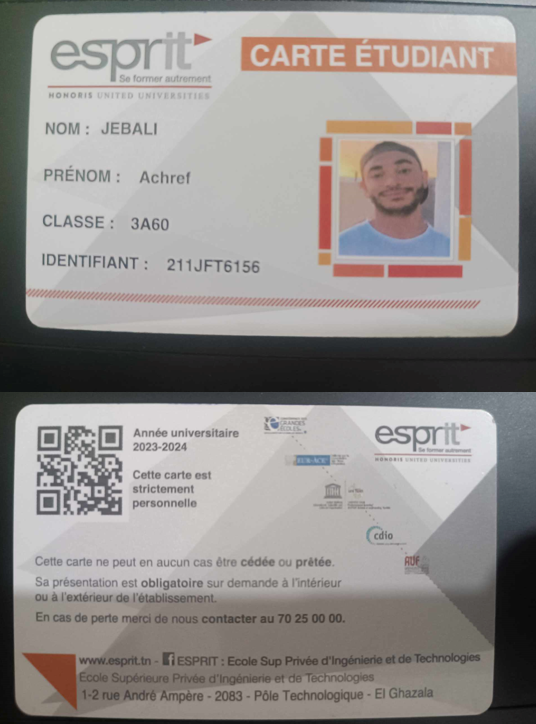 esprit
Se former autrement
HONORIS UNITED UNIVERSITIES
CARTE ÉTUDIANT
NOM : JEBALI
PRÉNOM : Achref
CLASSE : 3A60
IDENTIFIANT : 211JFT6156
Année universitaire
2023-2024
Cette carte est
strictement
personnelle
GRANDES
ÉCOLES
EUR-ACE
esprit
Se former autrement
HONORIS UNITED UNIVERSITIES
cdio
AUF
Cette carte ne peut en aucun cas être cédée ou prêtée.
Sa présentation est obligatoire sur demande à l'intérieur
ou à l'extérieur de l'établissement.
En cas de perte merci de nous contacter au 70 25 00 00.
www.esprit.tn - f ESPRIT : Ecole Sup Privée d'Ingénierie et de Technologies
Ecole Supérieure Privée d'Ingénierie et de Technologies
1-2 rue André Ampère - 2083 - Pôle Technologique - El Ghazala